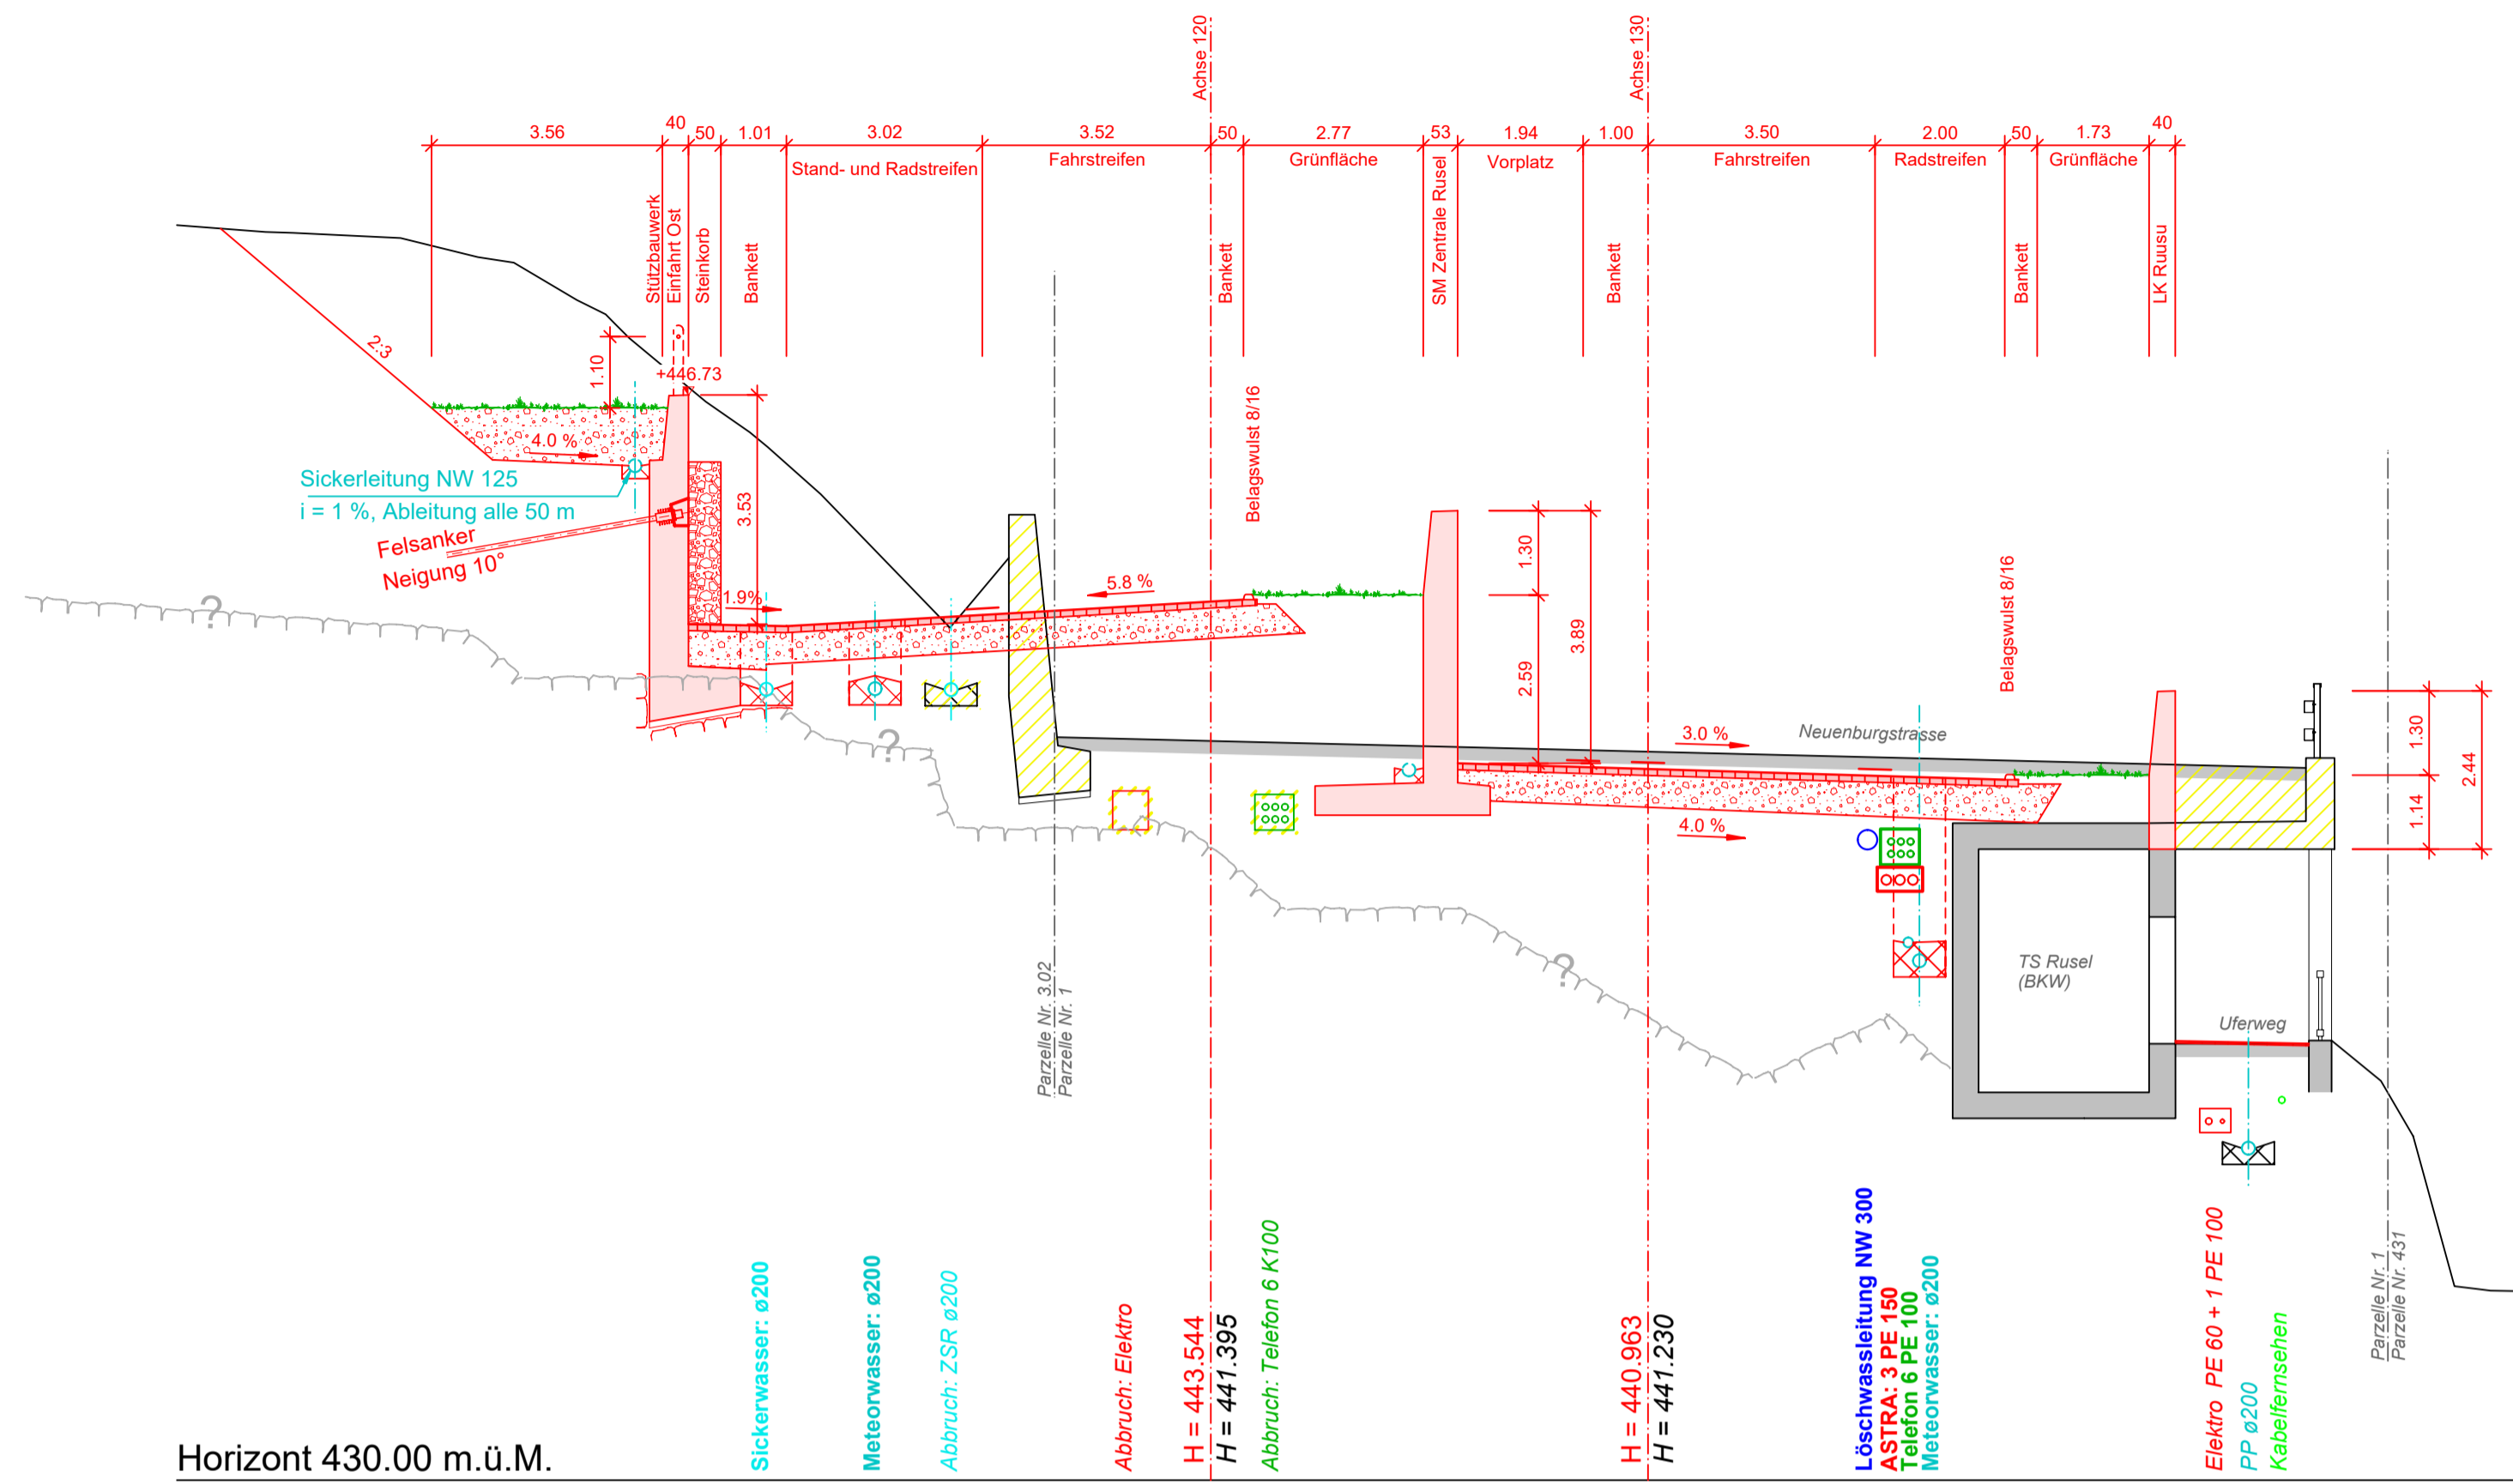 Achse 120
Achse 130
3.56
40
50
1.01
3.02
3.52
50
2.77
53
1.94
1.00
3.50
2.00
50
1.73
40
Stand- und Radstreifen
Fahrstreifen
Grünfläche
Vorplatz
Fahrstreifen
Radstreifen
Grünfläche
Stützbauwerk
Einfahrt Ost
Steinkorb
Bankett
Bankett
SM Zentrale Rusel
Bankett
Bankett
LK Ruusu
2:3
1.10
+446.73
4.0 %
Sickerleitung NW 125
i = 1 %, Ableitung alle 50 m
Felsanker
Neigung 10°
3.53
1.9%
5.8 %
Belagswulst 8/16
1.30
2.59
3.89
Belagswulst 8/16
3.0 %
Neuenburgstrasse
4.0 %
1.30
1.14
2.44
?
?
?
TS Rusel
(BKW)
Uferweg
Parzelle Nr. 3.02
Parzelle Nr. 1
Parzelle Nr. 1
Parzelle Nr. 431
Sickerwasser: ø200
Meteorwasser: ø200
Abbruch: ZSR ø200
Abbruch: Elektro
H = 443.544
H = 441.395
Abbruch: Telefon 6 K100
H = 440.963
H = 441.230
Löschwassleitung NW 300
ASTRA: 3 PE 150
Telefon 6 PE 100
Meteorwasser: ø200
Elektro PE 60 + 1 PE 100
PP ø200
Kabelfernsehen
Horizont 430.00 m.ü.M.